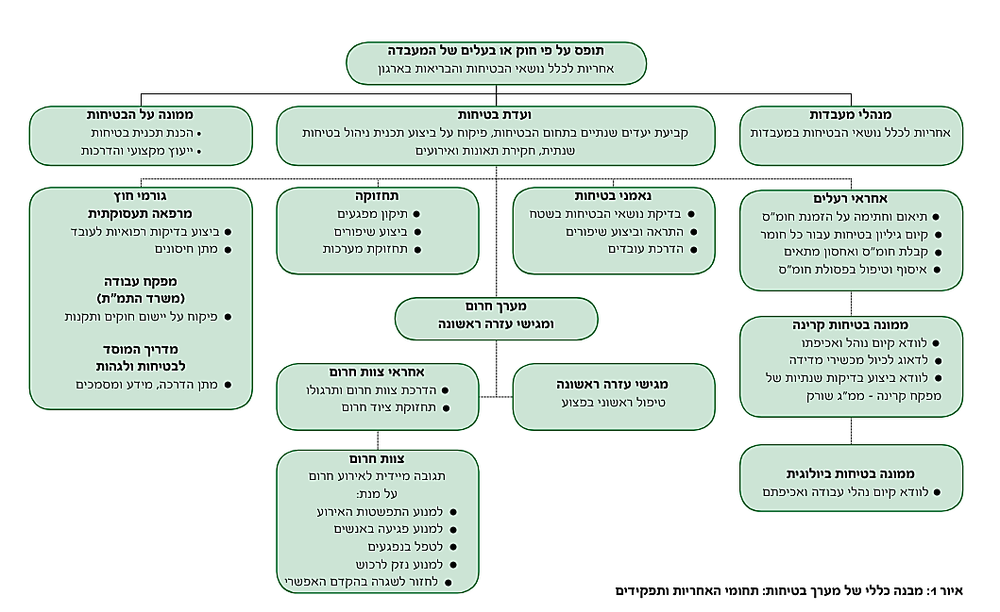 תופס על פי חוק או בעלים של המעבדה
אחריות לכלל נושאי הבטיחות והבריאות בארגון
מנהלי מעבדות
אחריות לכלל נושאי הבטיחות במעבדות
ועדת בטיחות
קביעת יעדים שנתיים בתחום הבטיחות, פיקוח על ביצוע תכנית ניהול בטיחות
שנתית, חקירת תאונות ואירועים
ממונה על הבטיחות
• הכנת תכנית בטיחות
• ייעוץ מקצועי והדרכות
אחראי רעלים
● תיאום וחתימה על הזמנת חומ"ס
● קיום גיליון בטיחות עבור כל חומר
● קבלת חומ"ס ואחסון מתאים
● איסוף וטיפול בפסולת חומ"ס
נאמני בטיחות
● בדיקת נושאי הבטיחות בשטח
● התראה וביצוע שיפורים
● הדרכת עובדים
תחזוקה
● תיקון מפגעים
● ביצוע שיפורים
● תחזוקת מערכות
גורמי חוץ
מרפאה תעסוקתית
● ביצוע בדיקות רפואיות לעובד
● מתן חיסונים
מפקח עבודה
(משרד התמ"ת)
● פיקוח על יישום חוקים ותקנות
מדריך המוסד
לבטיחות ולגהות
● מתן הדרכה, מידע ומסמכים
מערך חרום
ומגישי עזרה ראשונה
ממונה בטיחות קרינה
● לוודא קיום נוהל ואכיפתו
● לדאוג לכיול מכשירי מדידה
● לוודא ביצוע בדיקות שנתיות של
מפקח קרינה - ממ"ג שורק
מגישי עזרה ראשונה
טיפול ראשוני בפצוע
אחראי צוות חרום
● הדרכת צוות חרום ותרגולו
● תחזוקת ציוד חרום
ממונה בטיחות ביולוגית
● לוודא קיום נהלי עבודה ואכיפתם
צוות חרום
תגובה מיידית לאירוע חרום
על מנת:
● למנוע התפשטות האירוע
● למנוע פגיעה באנשים
● לטפל בנפגעים
● למנוע נזק לרכוש
● לחזור לשגרה בהקדם האפשרי
איור 1: מבנה כללי של מערך בטיחות: תחומי האחריות ותפקידים